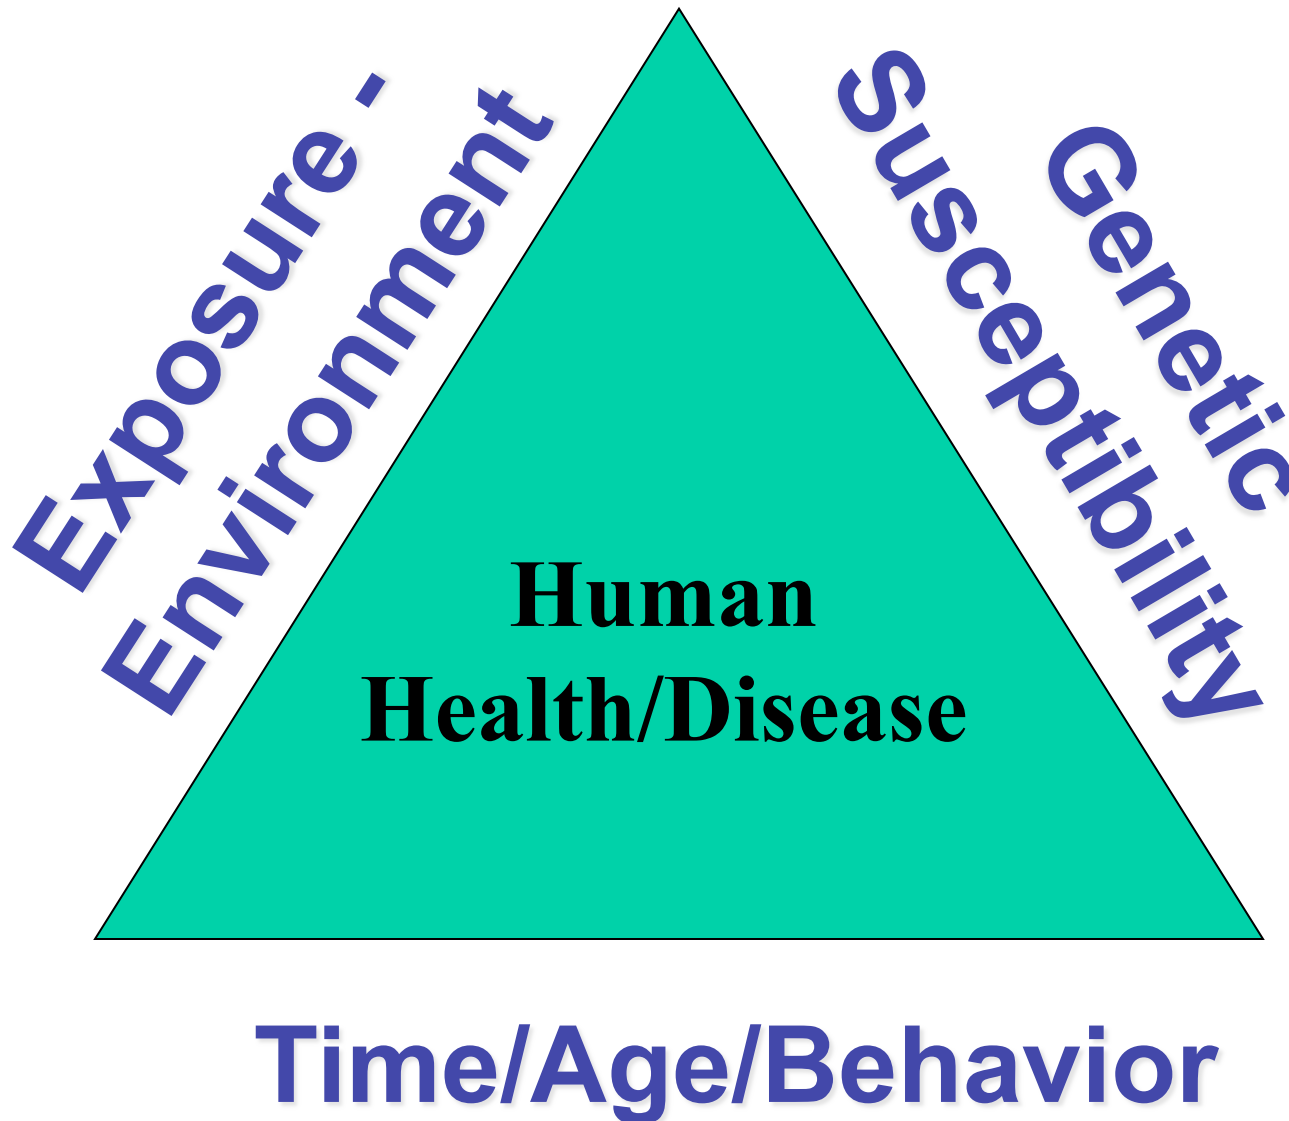 Exposure -
Environment
Genetic
Susceptibility
Human
Health/Disease
Time/Age/Behavior